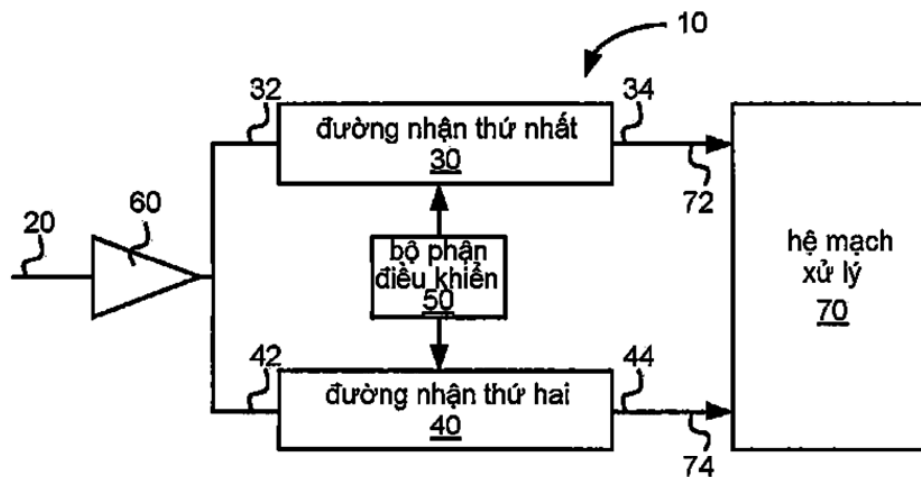 10
32
đường nhận thứ nhất
30
34
72
20
60
bộ phận
điều khiển
50
hệ mạch
xử lý
70
42
đường nhận thứ hai
40
44
74